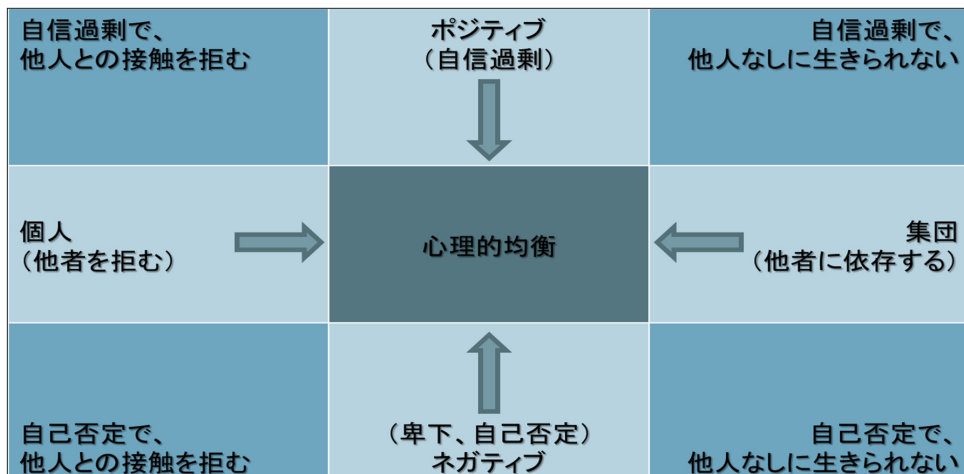 自信過剰で、
他人との接触を拒む
ポジティブ
（自信過剰）
自信過剰で、
他人なしに生きられない
個人
（他者を拒む）
心理的均衡
集団
（他者に依存する）
自己否定で、
他人との接触を拒む
（卑下、自己否定）
ネガティブ
自己否定で、
他人なしに生きられない